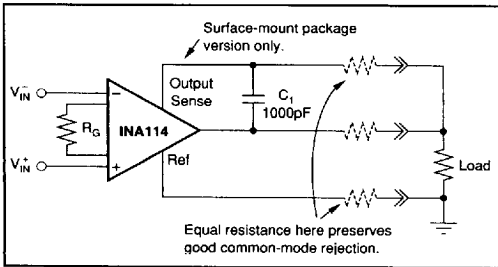 Surface-mount package
version only.
Output
Sense
C1
1000pF
V−IN
RG
INA114
V+IN
Ref
Load
Equal resistance here preserves
good common-mode rejection.